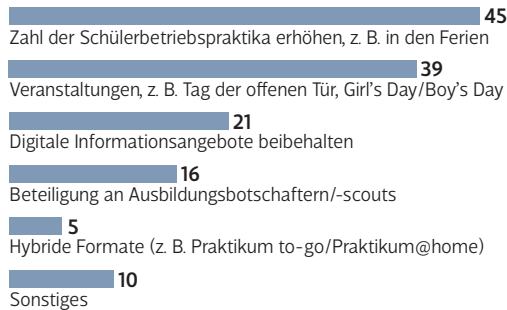 45
Zahl der Schülerbetriebspraktika erhöhen, z. B. in den Ferien
39
Veranstaltungen, z. B. Tag der offenen Tür, Girl’s Day/Boy’s Day
21
Digitale Informationsangebote beibehalten
16
Beteiligung an Ausbildungsbotschaftern/-scouts
5
Hybride Formate (z. B. Praktikum to-go/Praktikum@home)
10
Sonstiges